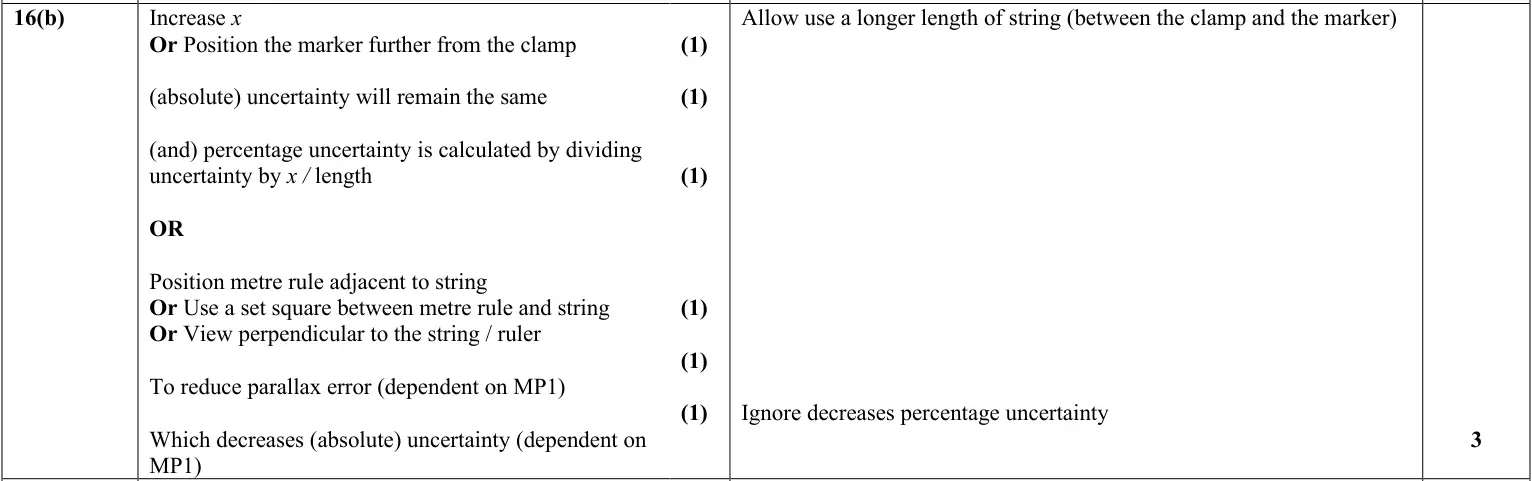 16(b)
Increase x
Allow use a longer length of string (between the clamp and the marker)
Or Position the marker further from the clamp (1)
(absolute) uncertainty will remain the same (1)
(and) percentage uncertainty is calculated by dividing
uncertainty by x / length (1)
OR
Position metre rule adjacent to string
Or Use a set square between metre rule and string (1)
Or View perpendicular to the string / ruler
(1)
To reduce parallax error (dependent on MP1)
(1) Ignore decreases percentage uncertainty
Which decreases (absolute) uncertainty (dependent on 3
MP1)